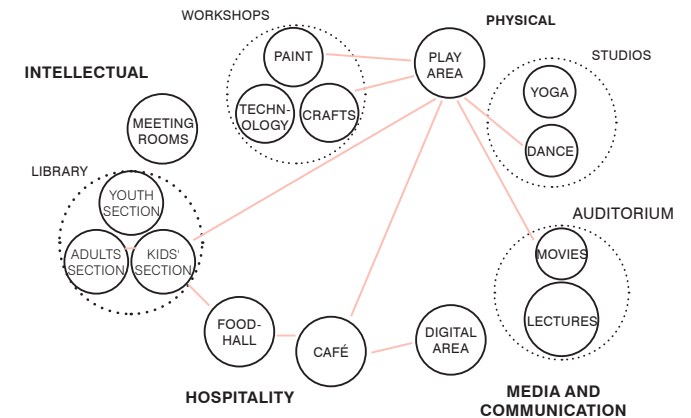 WORKSHOPS
PHYSICAL
PAINT
PLAY
AREA
STUDIOS
INTELLECTUAL
YOGA
TECHN-
OLOGY
CRAFTS
MEETING
ROOMS
DANCE
LIBRARY
YOUTH
SECTION
AUDITORIUM
ADULTS
SECTION
KIDS'
SECTION
MOVIES
LECTURES
FOOD-
HALL
CAFÉ
DIGITAL
AREA
HOSPITALITY
MEDIA AND
COMMUNICATION